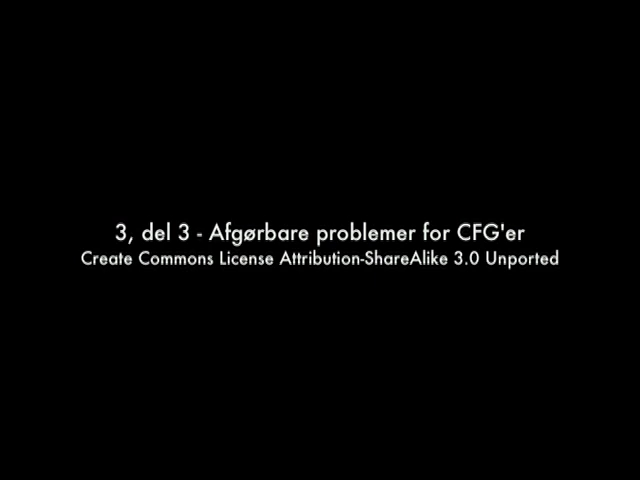 3, del 3 - Afgørbare problemer for CFG'er
Create Commons License Attribution-ShareAlike 3.0 Unported